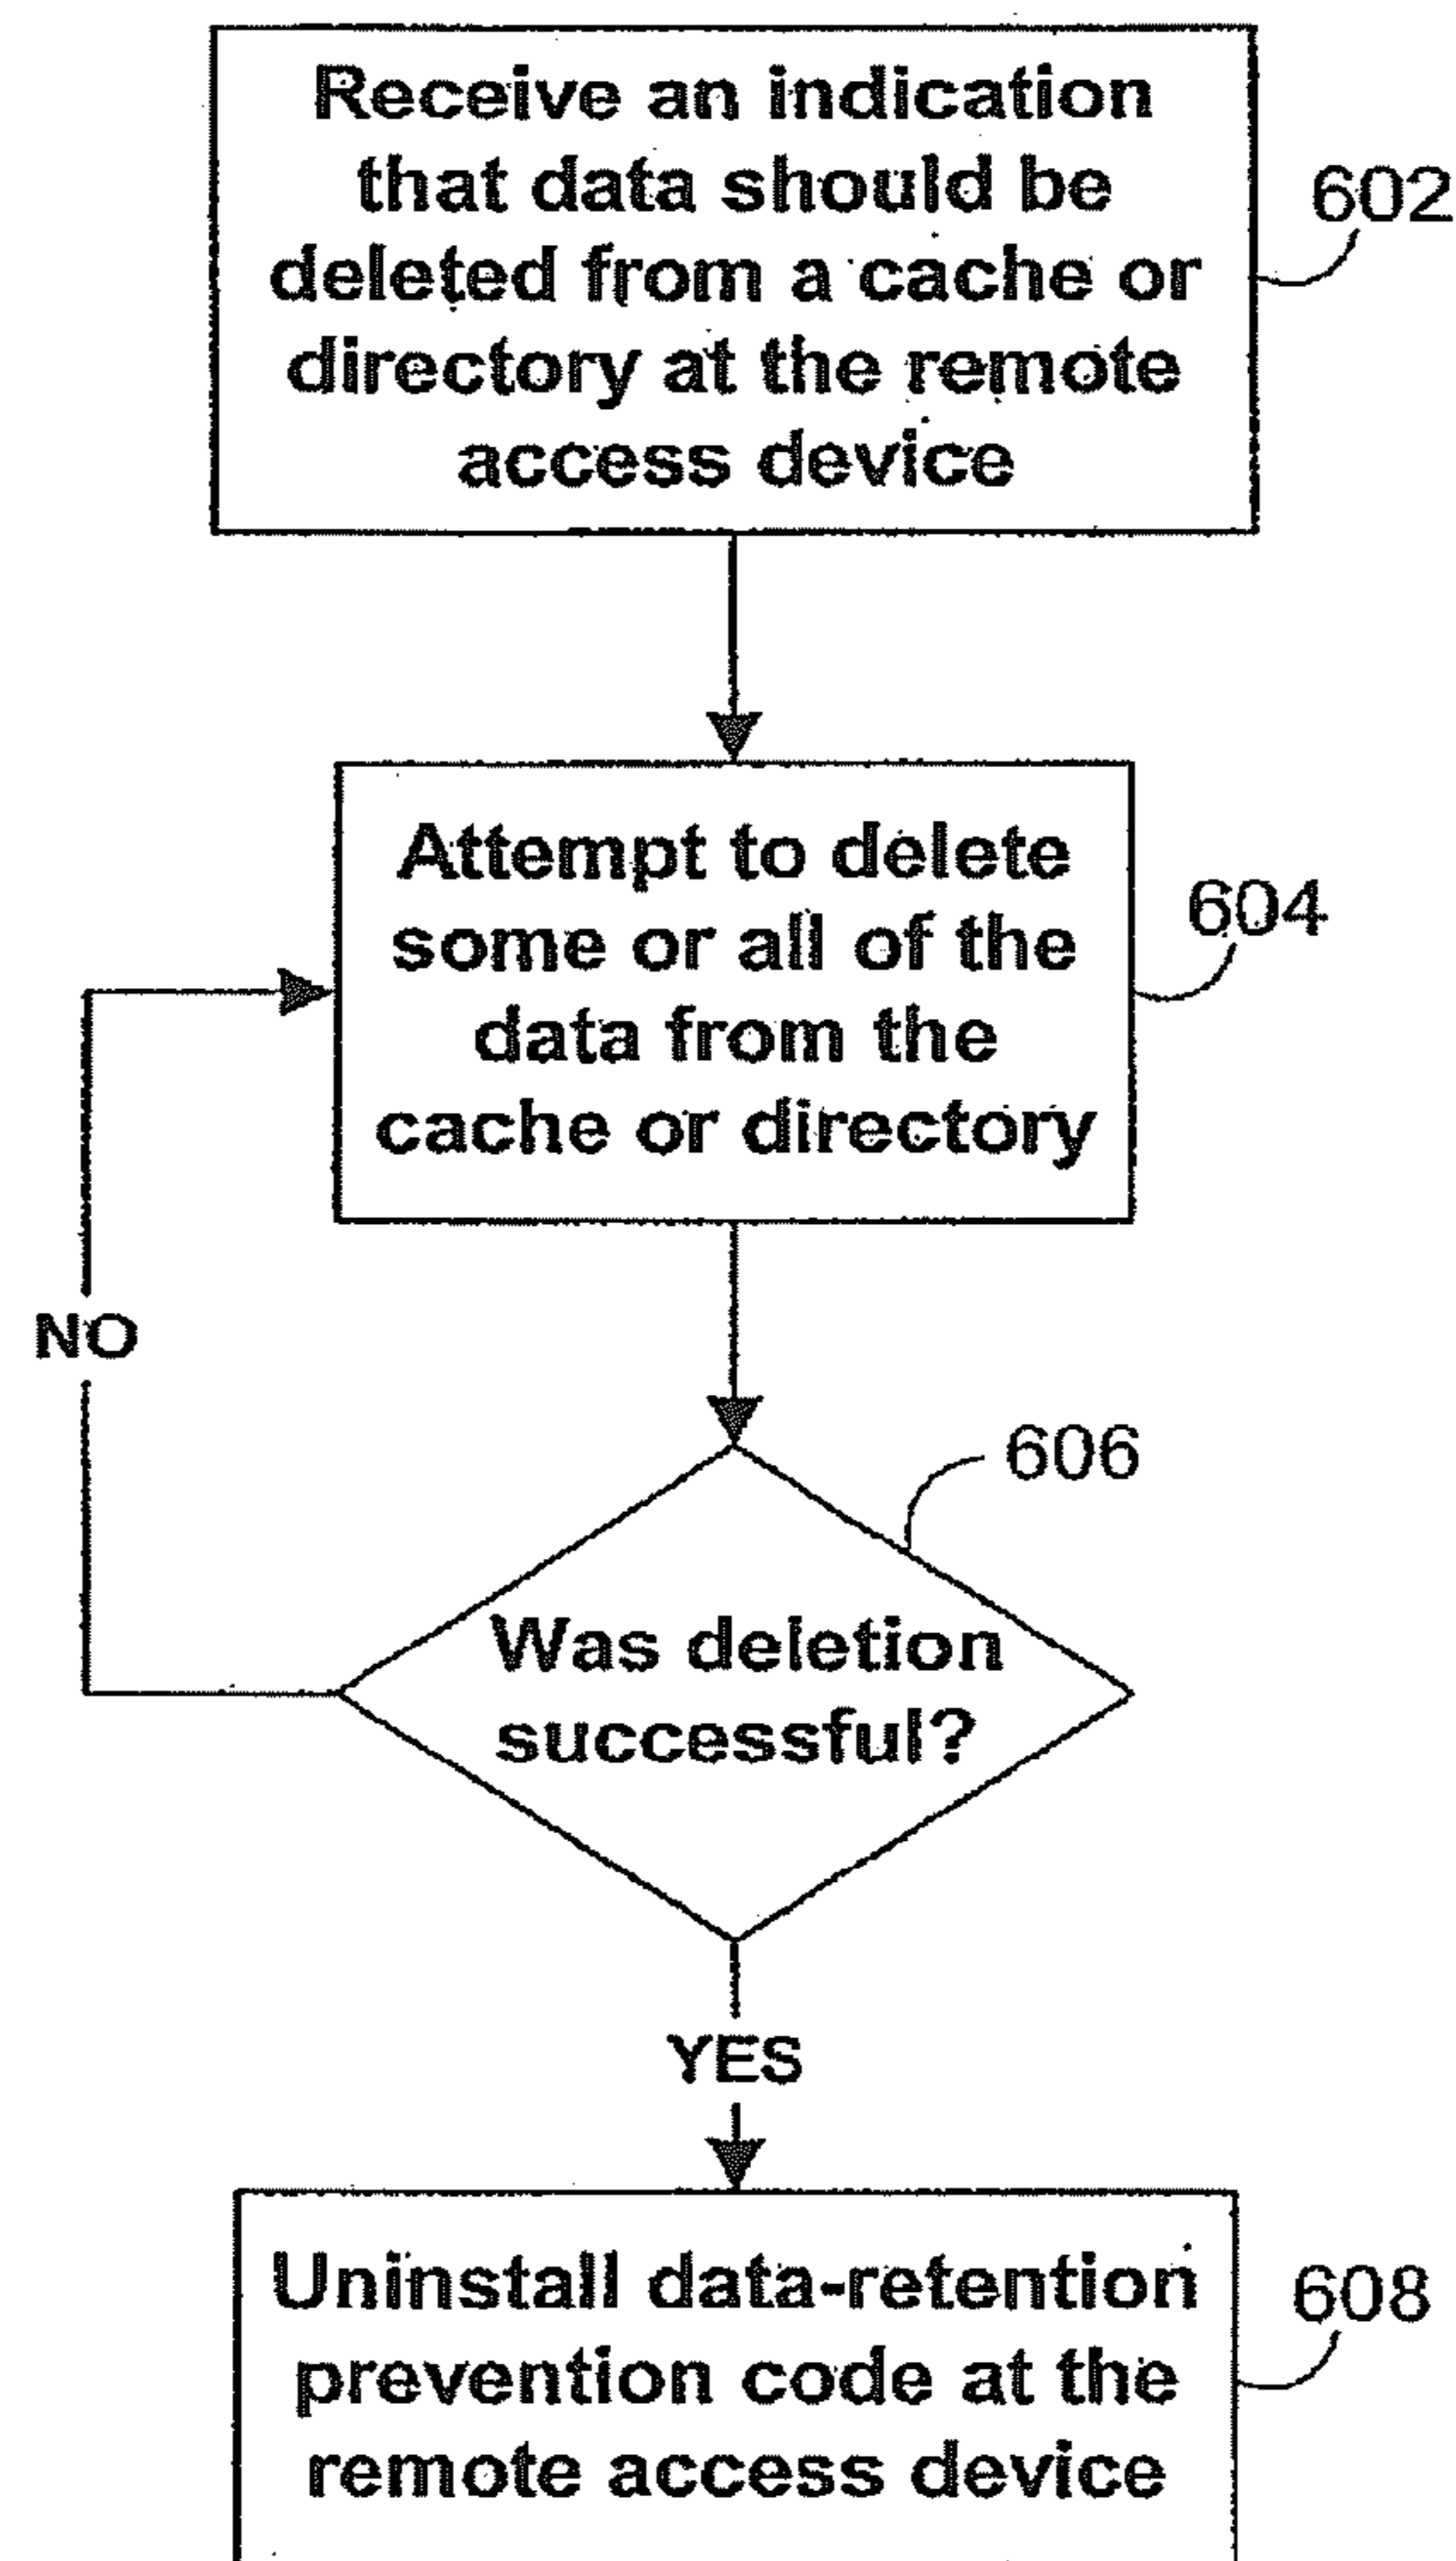 Receive an indication
that data should be
deleted from a cache or
directory at the remote
access device
602
Attempt to delete
some or all of the
data from the
cache or directory
604
NO
606
Was deletion
successful?
YES
Uninstall data-retention
prevention code at the
remote access device
608